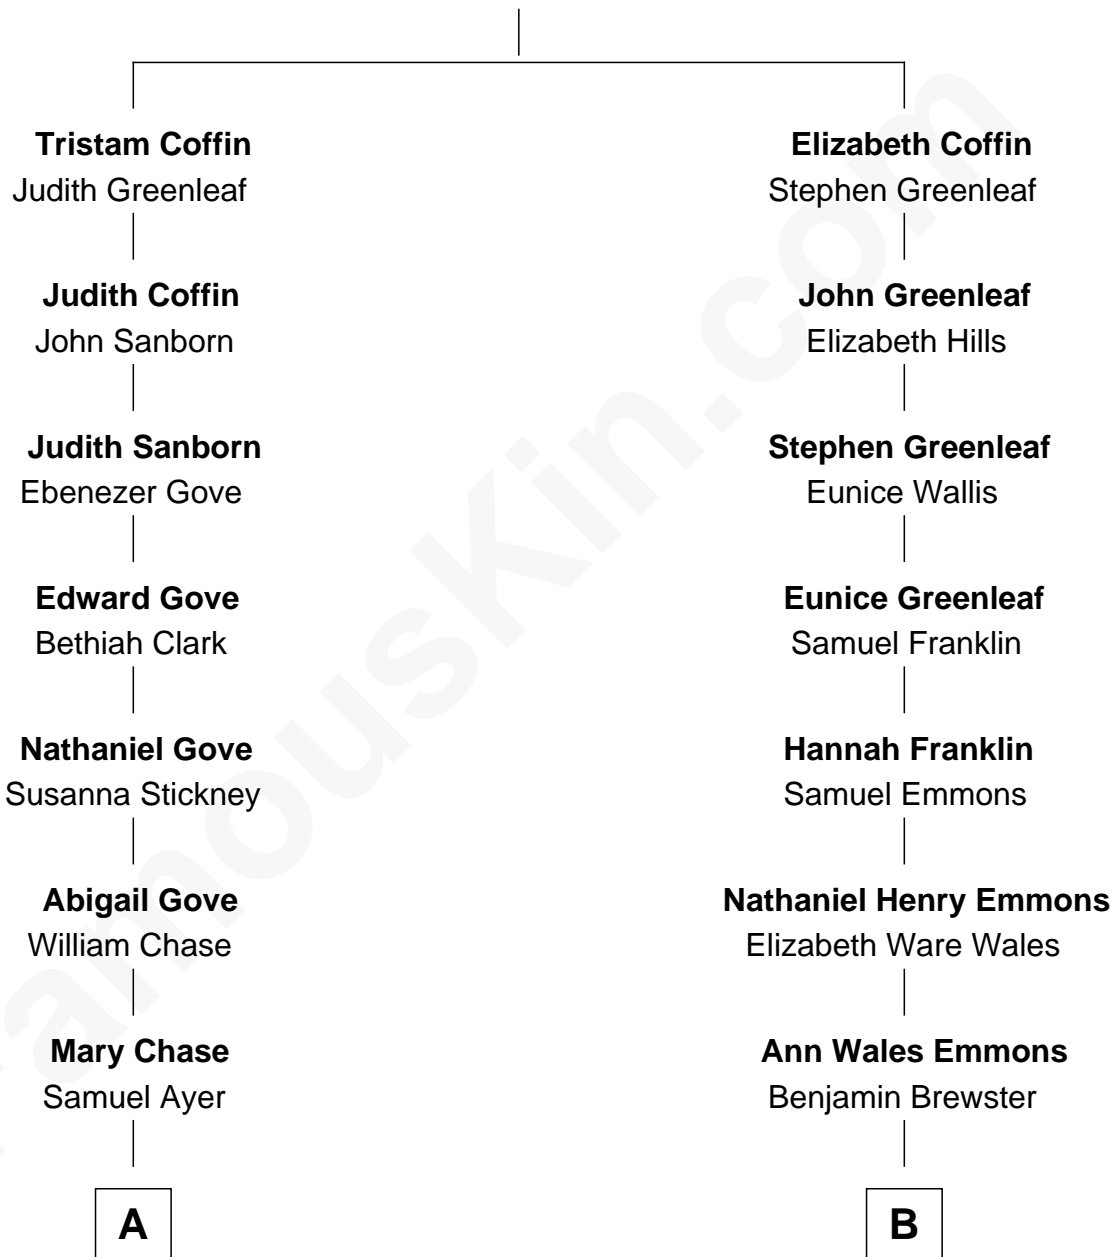 Tristam Coffin
Judith Greenleaf
Judith Coffin
John Sanborn
Judith Sanborn
Ebenezer Gove
Edward Gove
Bethiah Clark
Nathaniel Gove
Susanna Stickney
Abigail Gove
William Chase
Mary Chase
Samuel Ayer
A
Elizabeth Coffin
Stephen Greenleaf
John Greenleaf
Elizabeth Hills
Stephen Greenleaf
Eunice Wallis
Eunice Greenleaf
Samuel Franklin
Hannah Franklin
Samuel Emmons
Nathaniel Henry Emmons
Elizabeth Ware Wales
Ann Wales Emmons
Benjamin Brewster
B
FamousKin.com